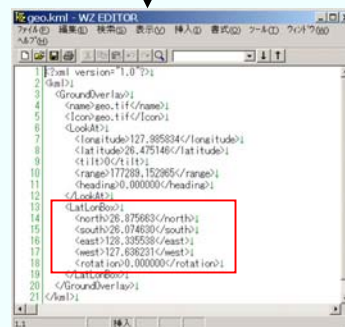 geo.kml - WZ EDITOR
ファイル(F) 編集(E) 検索(S) 表示(V) 挿入(I) 書式(O) ツール(T) ウィンドウ(W)
ヘルプ(H)
1 <?xml version="1.0"?>↓
2 <kml>↓
3 <GroundOverlay>↓
4 <name>geo.tif</name>↓
5 <Icon>geo.tif</Icon>↓
6 <LookAt>↓
7 <longitude>127.985834</longitude>↓
8 <latitude>26.475146</latitude>↓
9 <tilt>0</tilt>↓
10 <range>177289.152965</range>↓
11 <heading>0.000000</heading>↓
12 </LookAt>↓
13 <LatLonBox>↓
14 <north>26.875663</north>↓
15 <south>26.074630</south>↓
16 <east>128.335538</east>↓
17 <west>127.636231</west>↓
18 <rotation>0.000000</rotation>↓
19 </LatLonBox>↓
20 </GroundOverlay>↓
21 </kml>↓
1:1 挿入